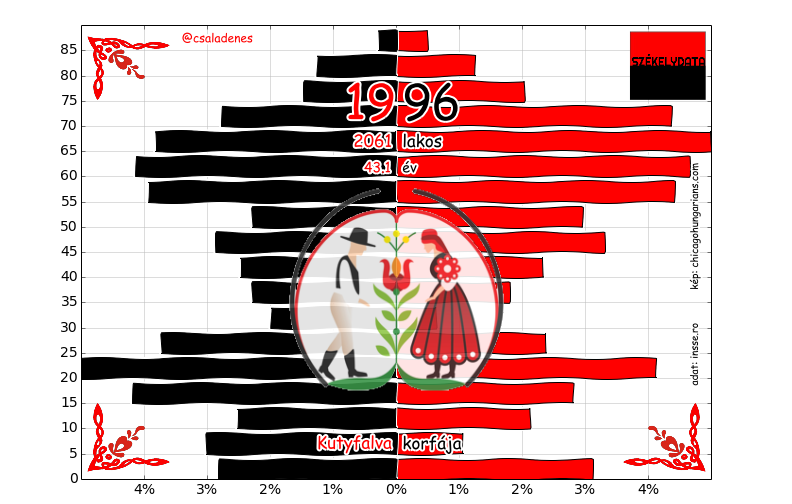 @csaladenes
SZÉKELYDATA
1996
2061 lakos
43.1 év
kép: chicagohungarians.com
adat: insse.ro
Kutyfalva korfája
85
80
75
70
65
60
55
50
45
40
35
30
25
20
15
10
5
0
4% 3% 2% 1% 0% 1% 2% 3% 4%